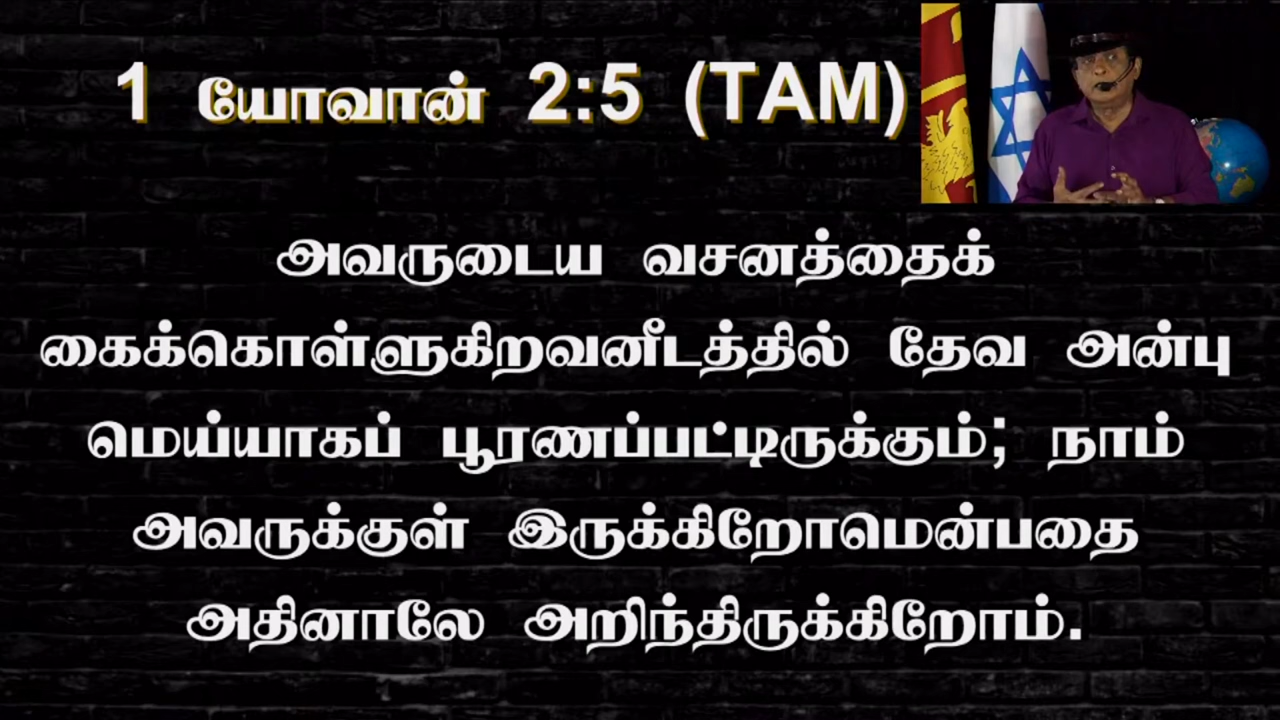 1 யோவான் 2:5 (TAM)
அவருடைய வசனத்தைக்
கைக்கொள்ளுகிறவனீடத்தில் தேவ அன்பு
மெய்யாகப் பூரணப்பட்டிருக்கும்; நாம்
அவருக்குள் இருக்கிறோமென்பதை
அதினாலே அறிந்திருக்கிறோம்.